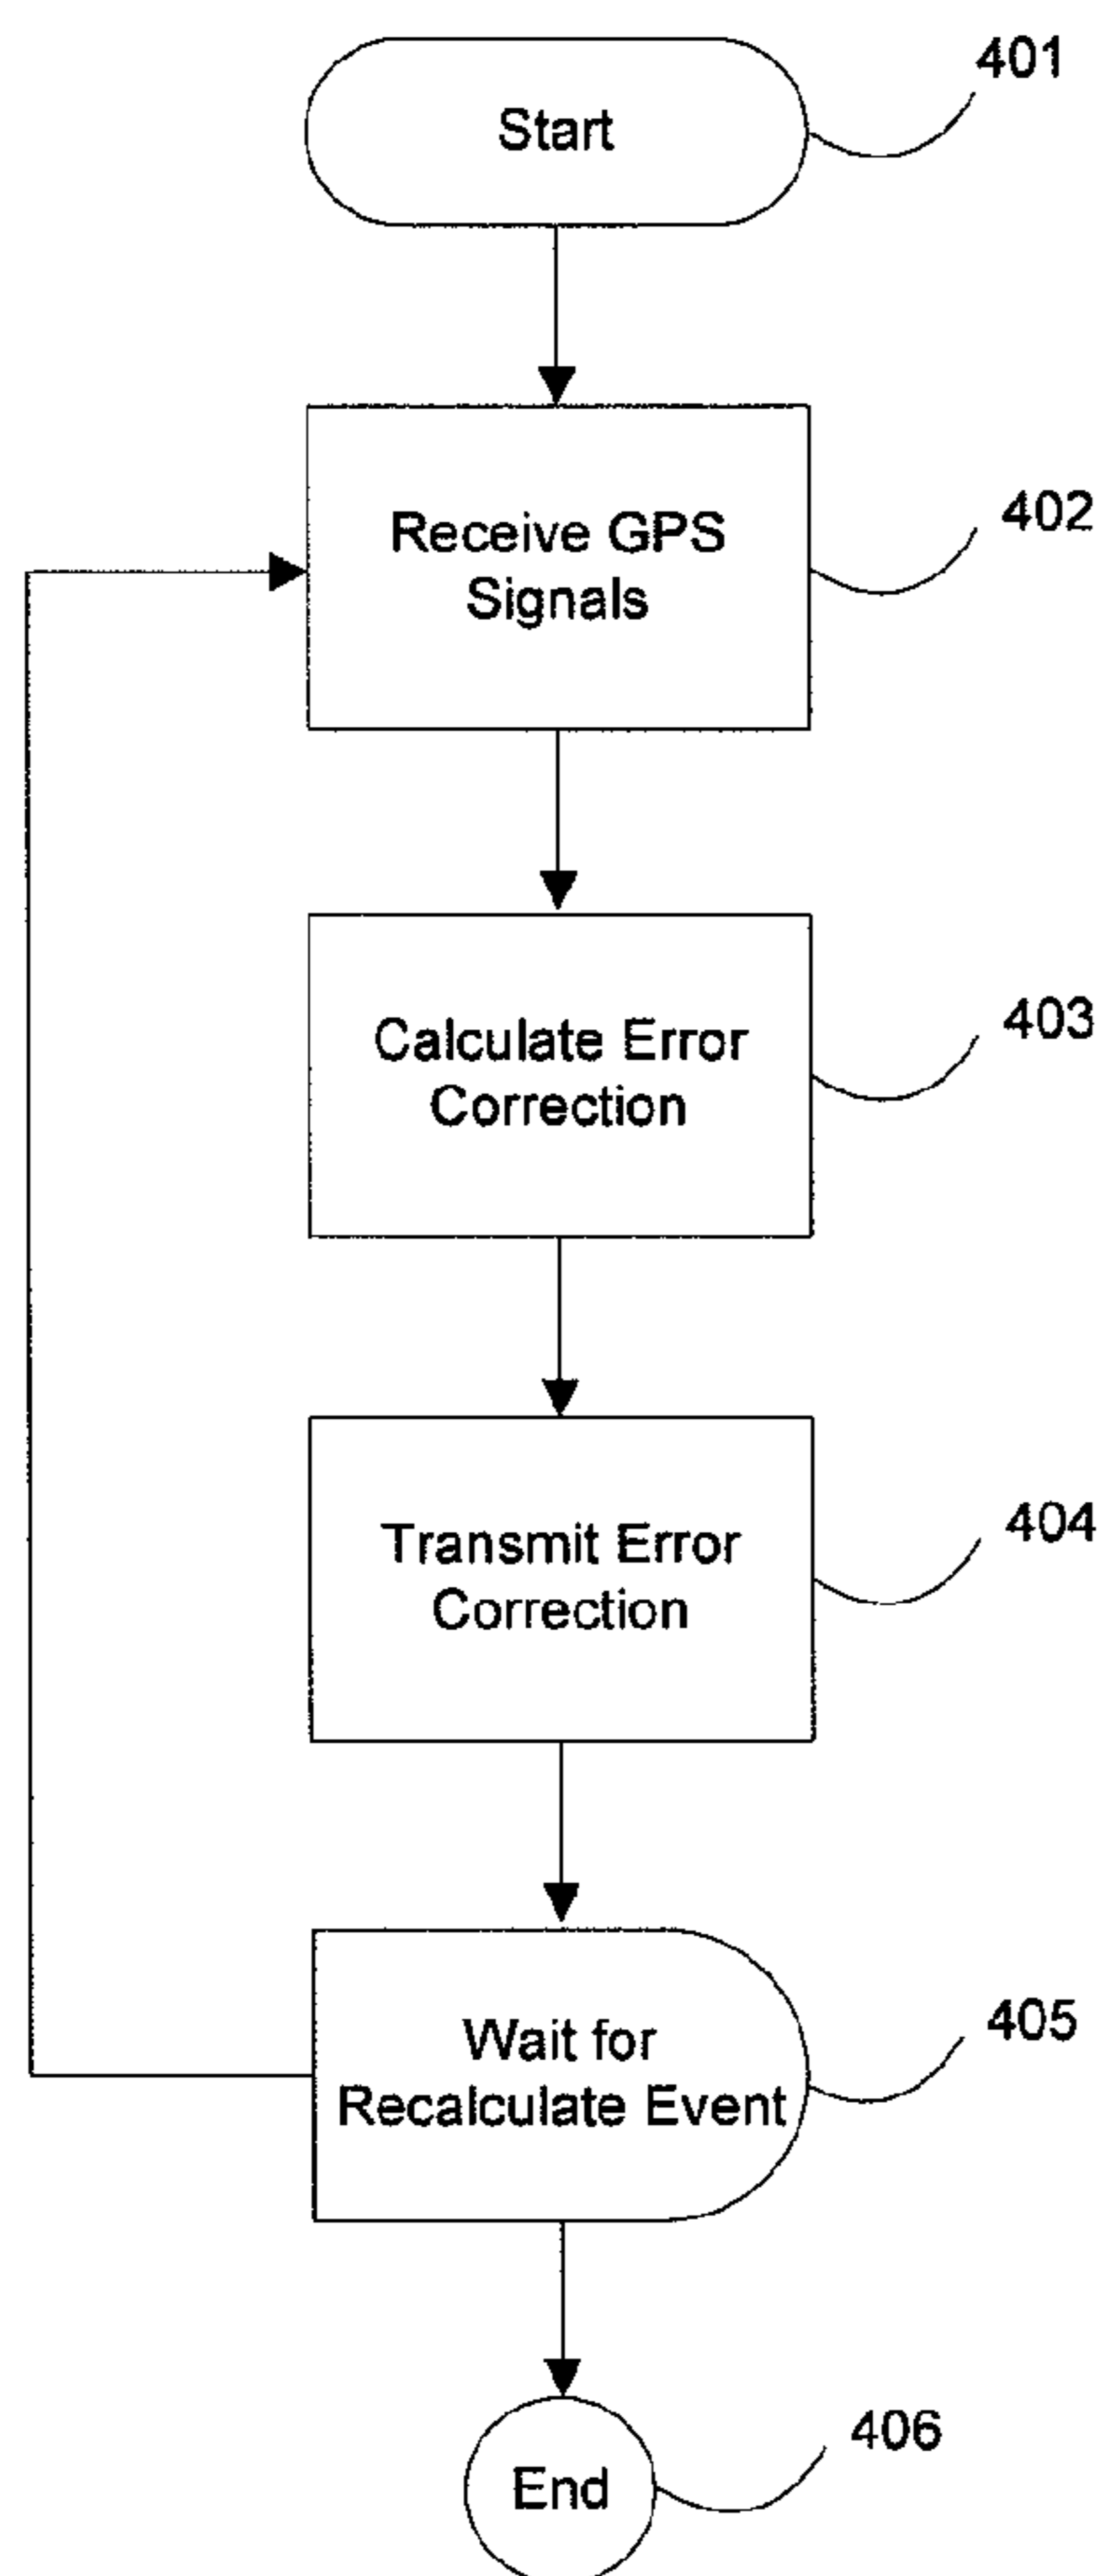 401
Start
402
Receive GPS
Signals
403
Calculate Error
Correction
404
Transmit Error
Correction
405
Wait for
Recalculate Event
406
End